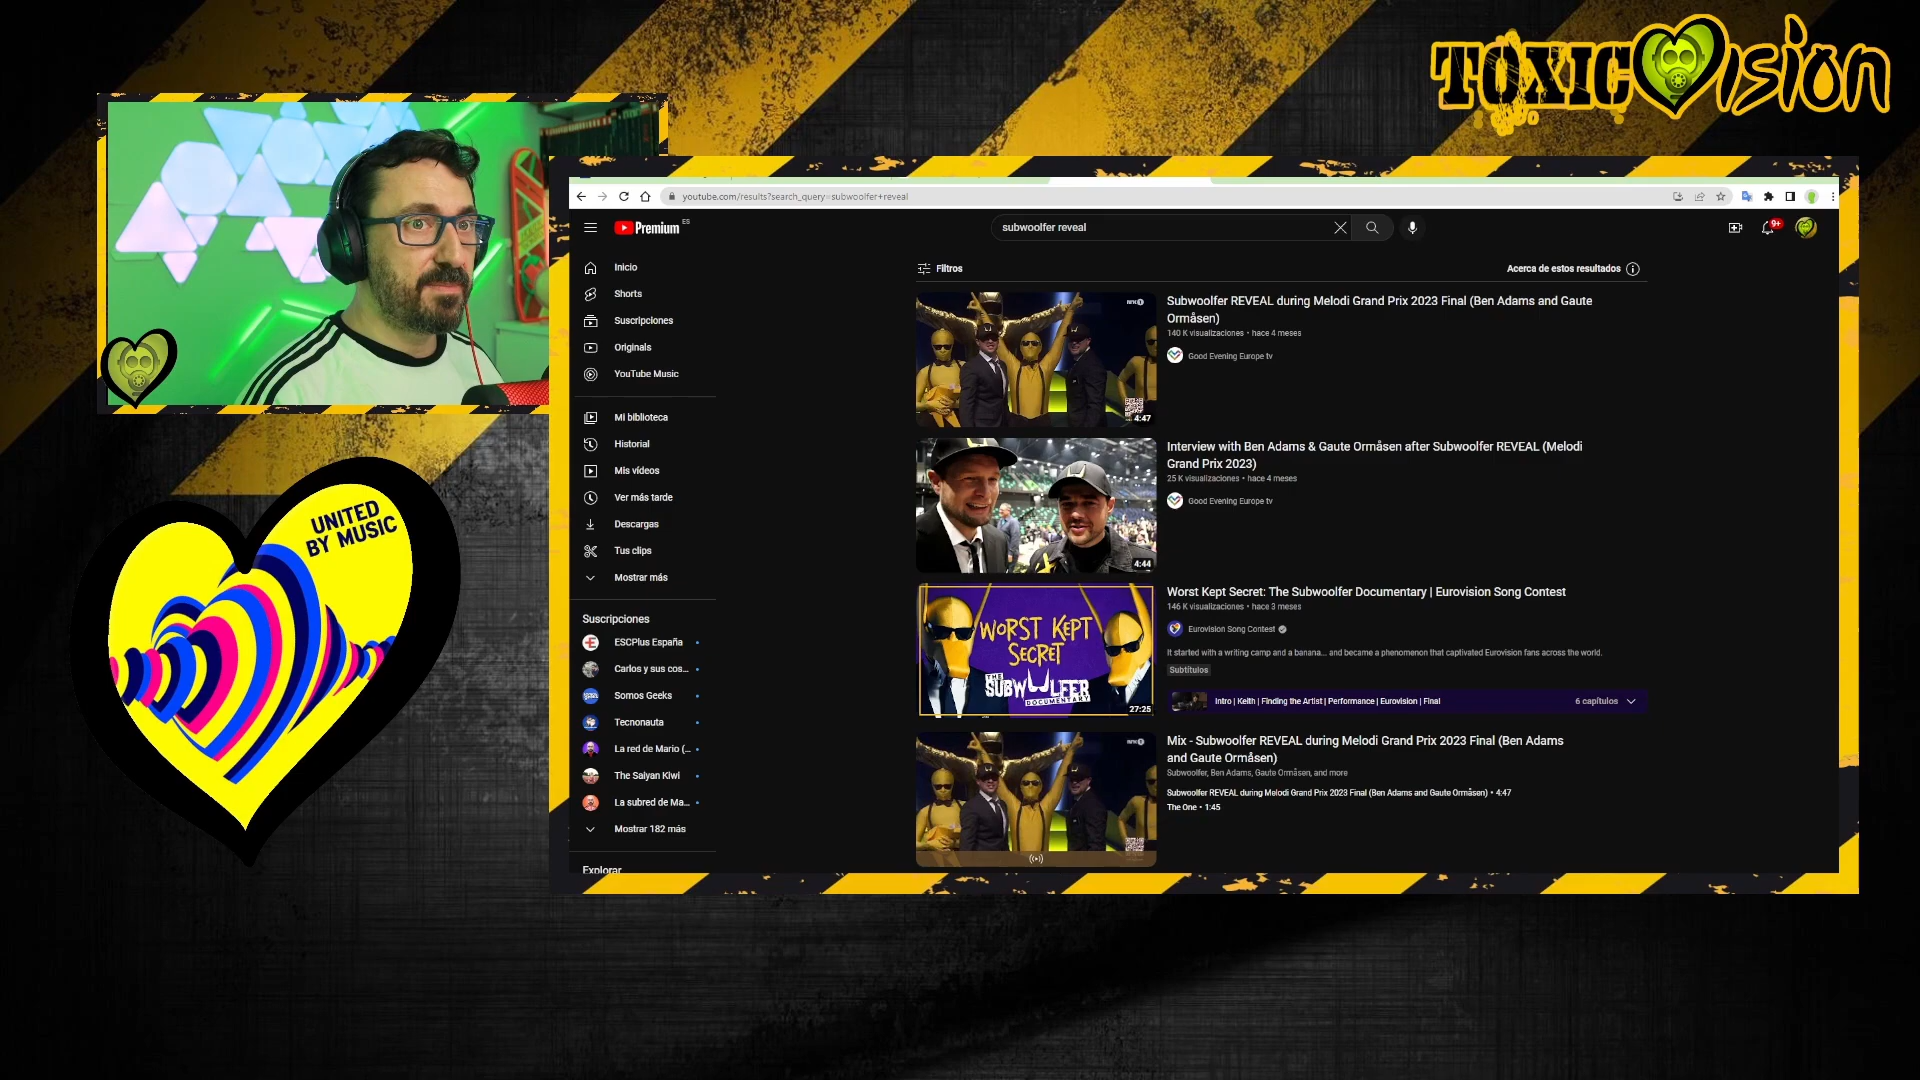 TOXICVISION
youtube.com/results?search_query=subwoolfer+reveal
Premium ES
subwoolfer reveal
9+
Inicio
Shorts
Suscripciones
Originals
YouTube Music
Mi biblioteca
Historial
Mis vídeos
Ver más tarde
Descargas
Tus clips
Mostrar más
Suscripciones
ESCPlus España
Carlos y sus cos...
Somos Geeks
Tecnonauta
La red de Mario (...
The Saiyan Kiwi
La subred de Ma...
Mostrar 182 más
Explorar
Filtros
Acerca de estos resultados
4:47
Subwoolfer REVEAL during Melodi Grand Prix 2023 Final (Ben Adams and Gaute
Ormåsen)
140 K visualizaciones • hace 4 meses
Good Evening Europe tv
4:44
Interview with Ben Adams & Gaute Ormåsen after Subwoolfer REVEAL (Melodi
Grand Prix 2023)
25 K visualizaciones • hace 4 meses
Good Evening Europe tv
WORST KEPT
SECRET
THE
SUBWOOLFER
DOCUMENTARY
27:25
Worst Kept Secret: The Subwoolfer Documentary | Eurovision Song Contest
146 K visualizaciones • hace 3 meses
Eurovision Song Contest
It started with a writing camp and a banana... and became a phenomenon that captivated Eurovision fans across the world.
Subtítulos
Intro | Keith | Finding the Artist | Performance | Eurovision | Final
6 capítulos
Mix - Subwoolfer REVEAL during Melodi Grand Prix 2023 Final (Ben Adams
and Gaute Ormåsen)
Subwoolfer, Ben Adams, Gaute Ormåsen, and more
Subwoolfer REVEAL during Melodi Grand Prix 2023 Final (Ben Adams and Gaute Ormåsen) • 4:47
The One • 1:45
UNITED
BY MUSIC